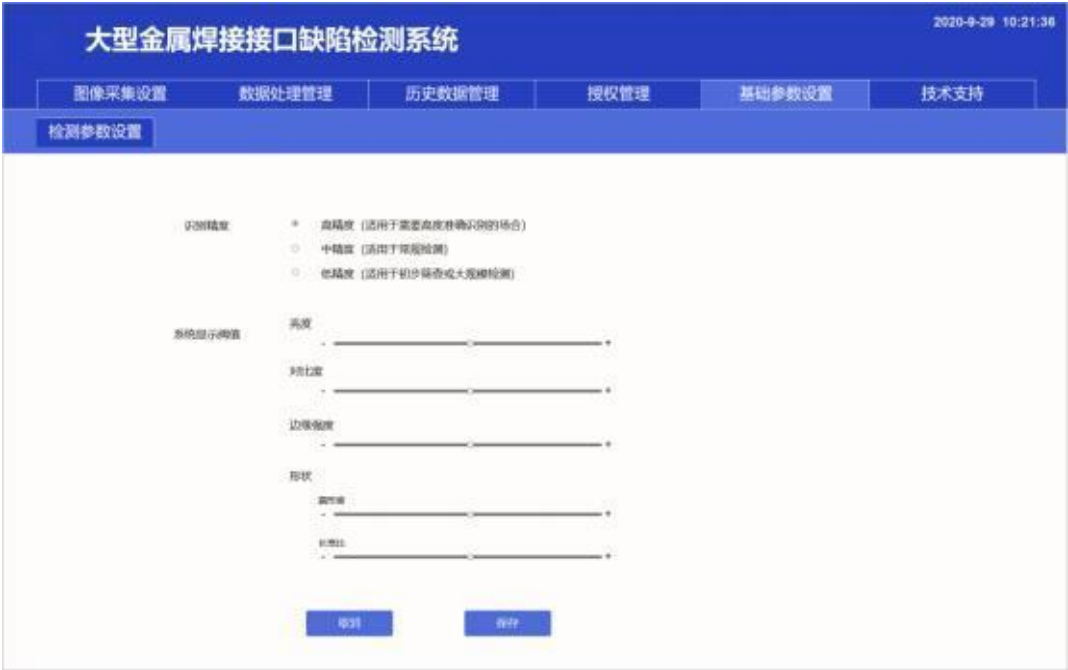 2020-9-29 10:21:36
大型金属焊接接口缺陷检测系统
图像采集设置 数据处理管理 历史数据管理 授权管理 基础参数设置 技术支持
检测参数设置
识别精度
高精度 (适用于需要高度准确识别的场合)
中精度 (适用于常规检测)
低精度 (适用于初步筛查或大规模检测)
系统显示阈值
亮度
- +
对比度
- +
边缘强度
- +
形状
- +
长宽比
- +
取消 保存